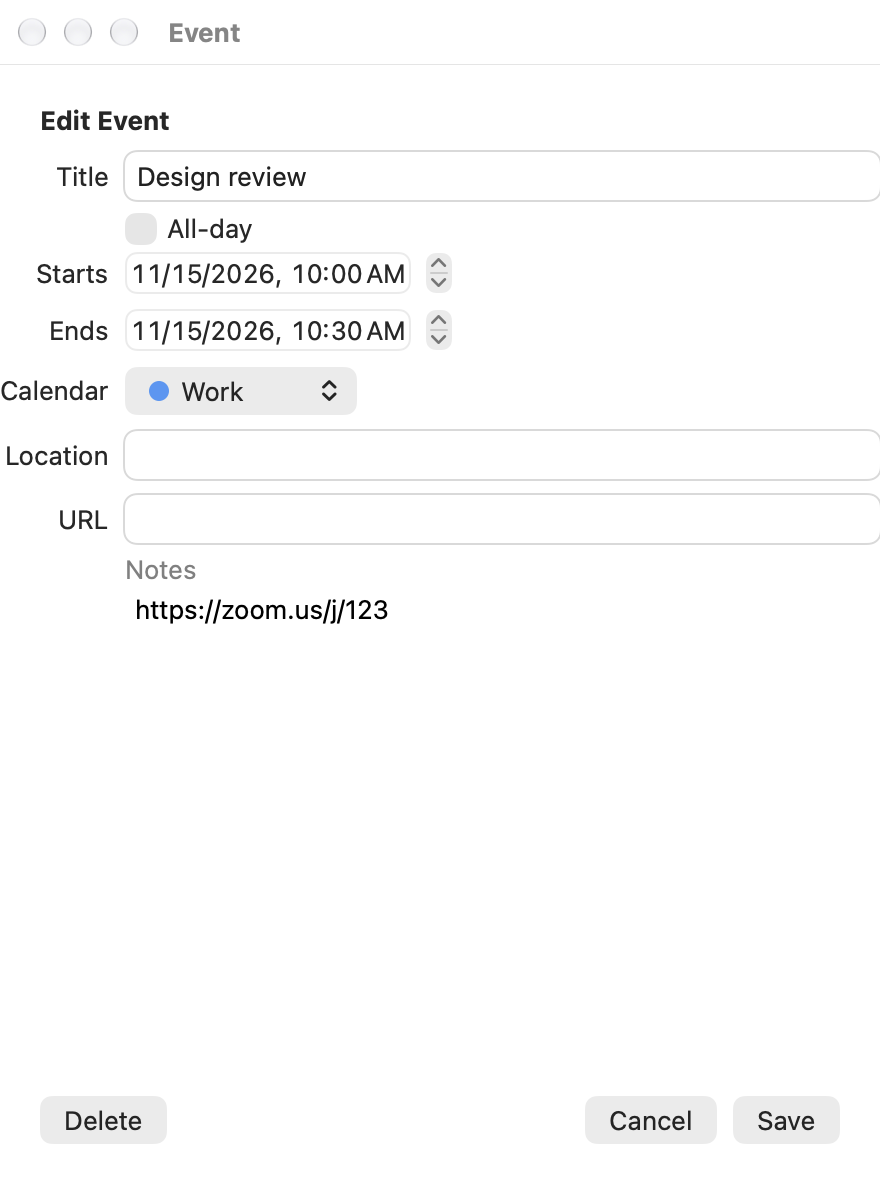 Event
Edit Event
Title Design review
All-day
Starts 11/15/2026, 10:00 AM
Ends 11/15/2026, 10:30 AM
Calendar Work
Location
URL
Notes
https://zoom.us/j/123
Delete Cancel Save